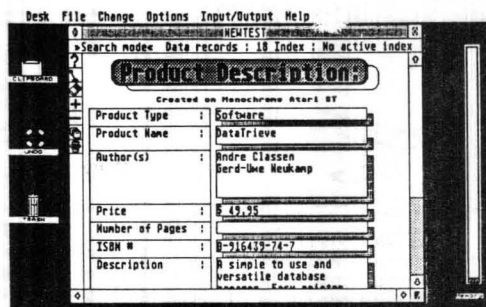 Desk File Change Options Input/Output Help
NEWTEST
▸Search mode◂ Data records : 18 Index : No active index
Product Description:
Created on Monochrome Atari ST
CLIPBOARD
Product Type : Software
Product Name : DataTrieve
UNDO
Author(s) : Andre Classen
Gerd-Uwe Neukamp
TRASH
Price : $ 49,95
Number of Pages :
ISBN # : 0-916439-74-7
Description : A simple to use and
versatile database